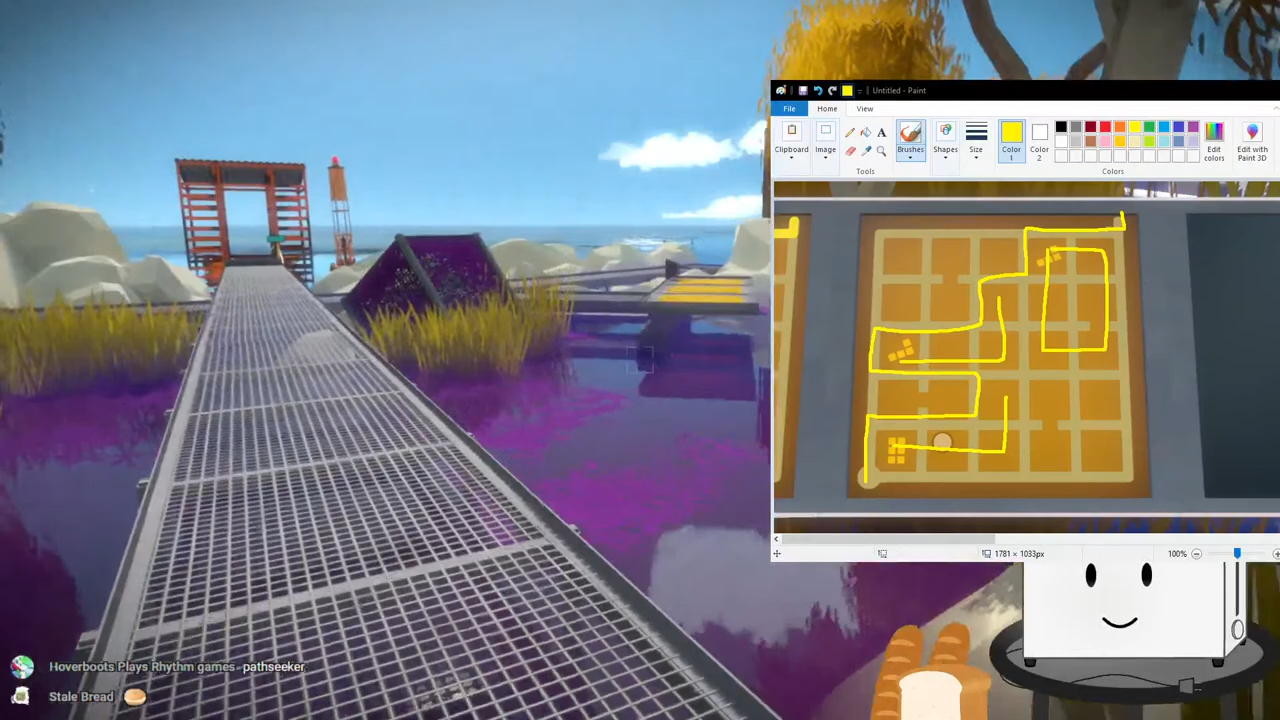 Untitled - Paint
File Home View
Clipboard Image Brushes Shapes Size Color 1 Color 2 Edit colors Edit with Paint 3D
Tools Colors
1781 × 1033px 100%
Hoverboots Plays Rhythm games pathseeker
Stale Bread